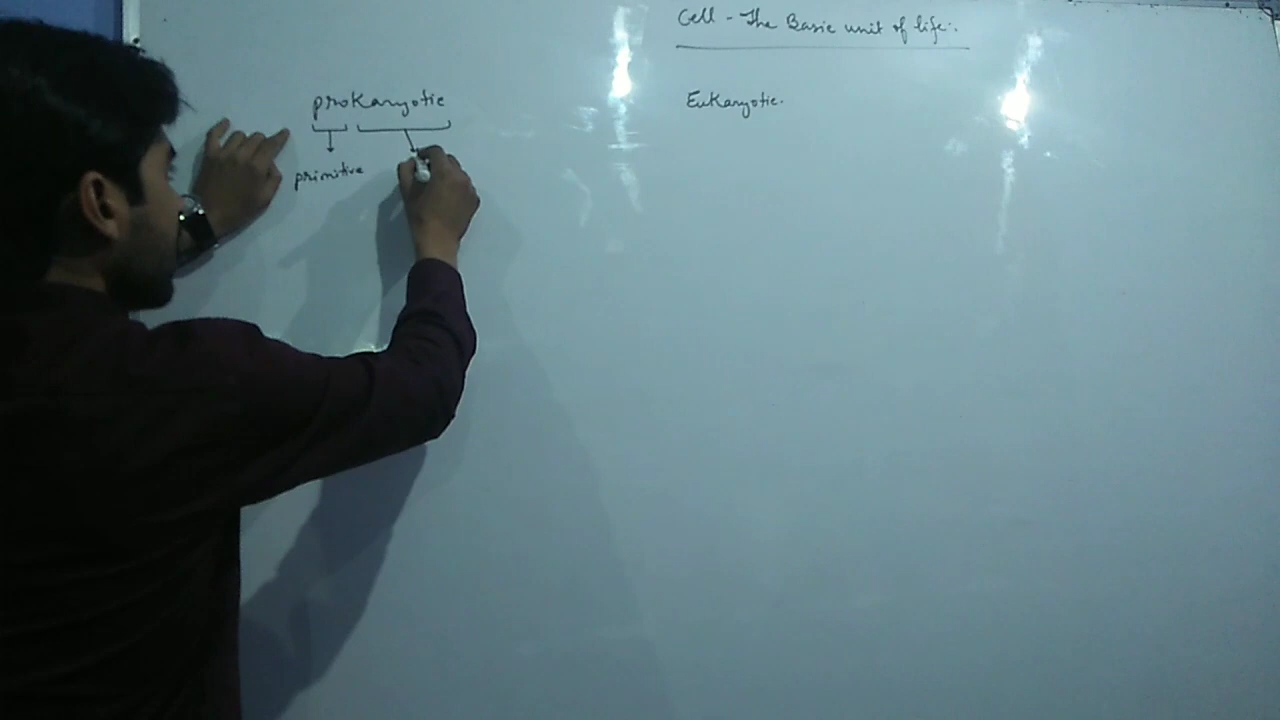 Cell - The Basic unit of life:
prokaryotic
Eukaryotic.
primitive